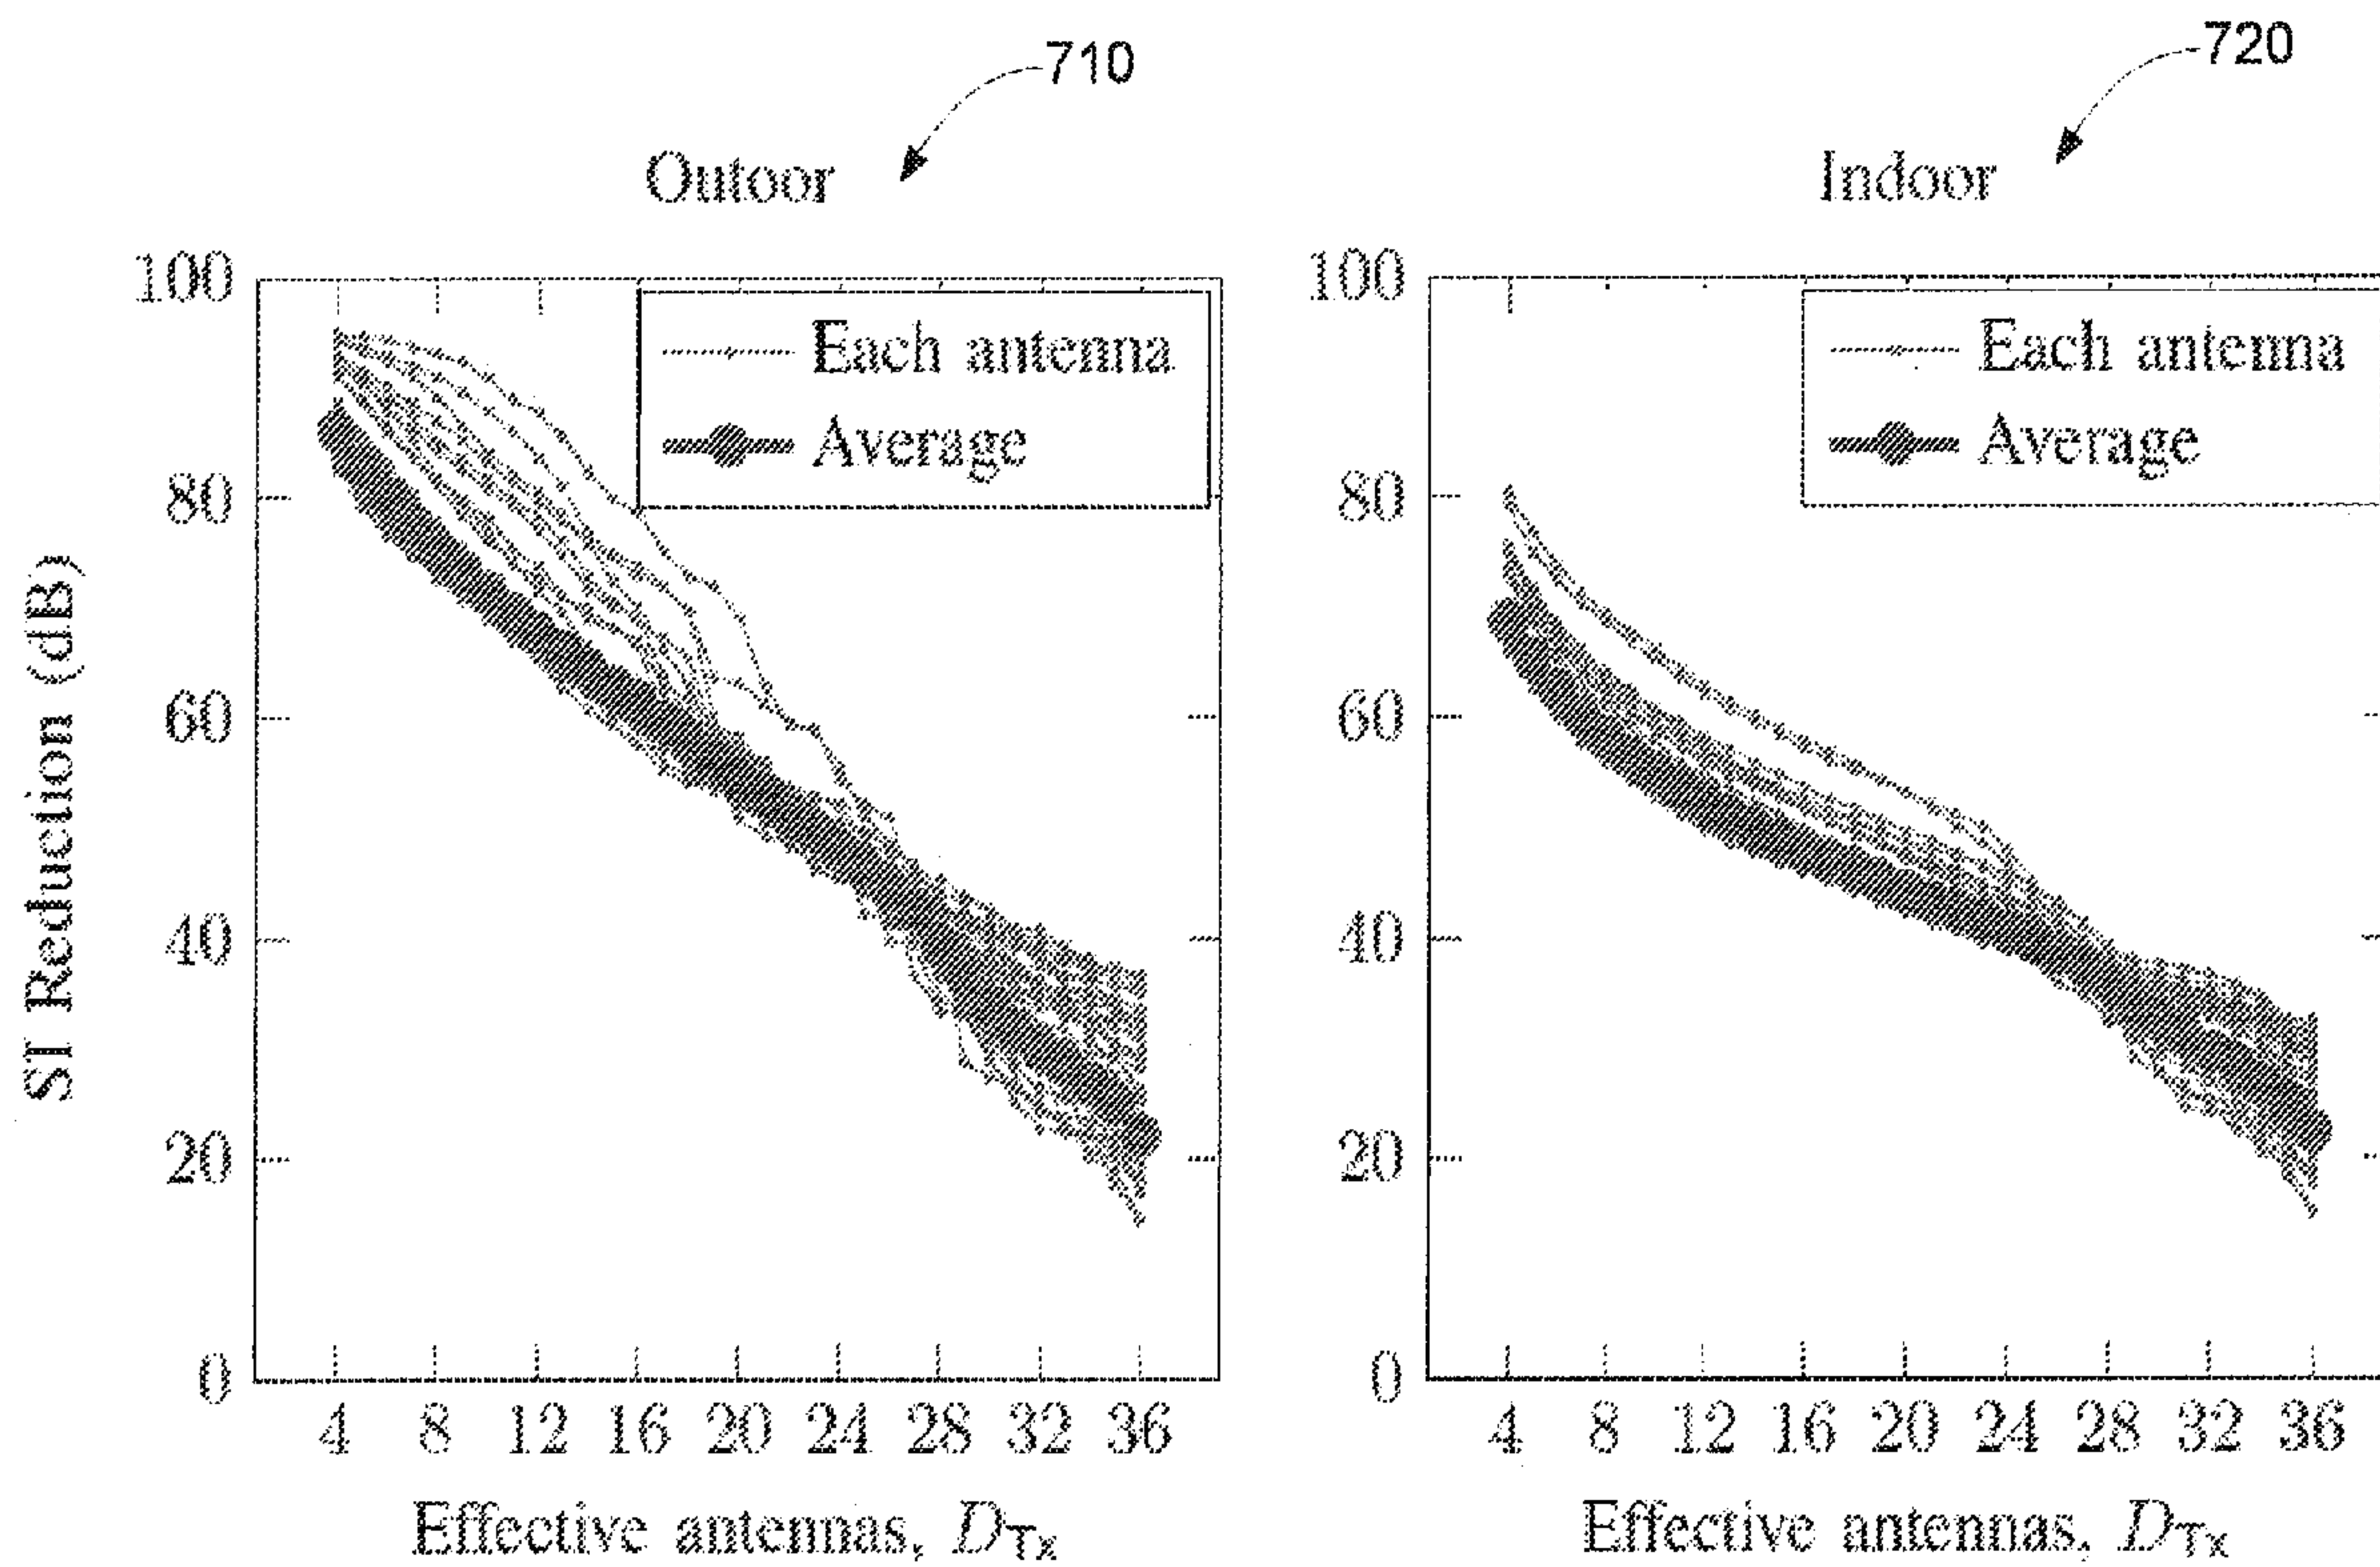 710
720
Outoor
Indoor
SI Reduction (dB)
100
80
60
40
20
0
Each antenna
Average
4 8 12 16 20 24 28 32 36
Effective antennas, D_Tx
100
80
60
40
20
0
Each antenna
Average
4 8 12 16 20 24 28 32 36
Effective antennas, D_Tx